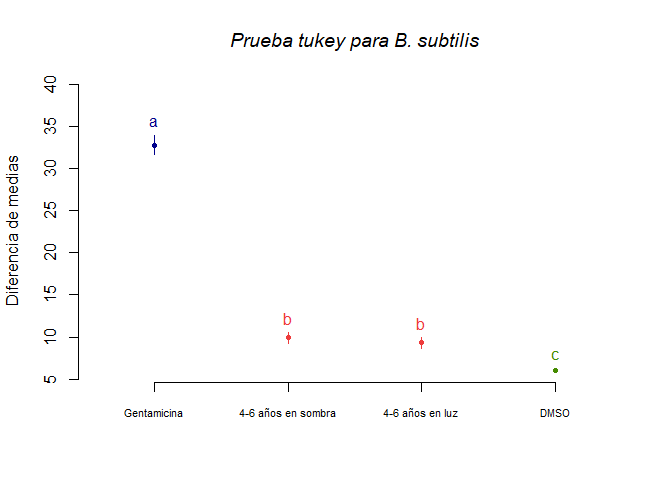 Prueba tukey para B. subtilis
Diferencia de medias
40
35
30
25
20
15
10
5
a
b
b
c
Gentamicina
4-6 años en sombra
4-6 años en luz
DMSO